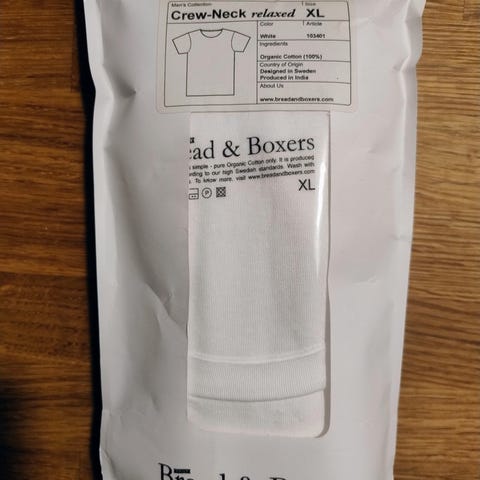 Men's Collection
Size
Crew-Neck relaxed XL
Color
Article
White
103401
Ingredients
Organic Cotton (100%)
Country of Origin
Designed in Sweden
Produced in India
About Us
www.breadandboxers.com
ead & Boxers
simple - pure Organic Cotton only. It is produced
ding to our high Swedish standards. Wash with
To know more, visit www.breadandboxers.com
XL
P